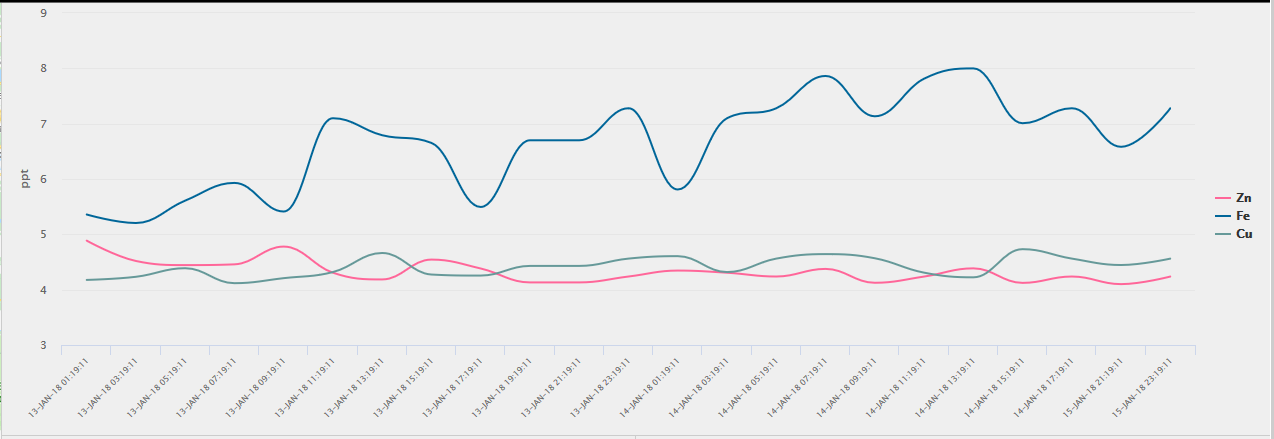 9
8
7
6
5
4
3
ppt
13-JAN-18 01:19:11
13-JAN-18 03:19:11
13-JAN-18 05:19:11
13-JAN-18 07:19:11
13-JAN-18 09:19:11
13-JAN-18 11:19:11
13-JAN-18 13:19:11
13-JAN-18 15:19:11
13-JAN-18 17:19:11
13-JAN-18 19:19:11
13-JAN-18 21:19:11
13-JAN-18 23:19:11
14-JAN-18 01:19:11
14-JAN-18 03:19:11
14-JAN-18 05:19:11
14-JAN-18 07:19:11
14-JAN-18 09:19:11
14-JAN-18 11:19:11
14-JAN-18 13:19:11
14-JAN-18 15:19:11
14-JAN-18 17:19:11
15-JAN-18 21:19:11
15-JAN-18 23:19:11
Zn
Fe
Cu